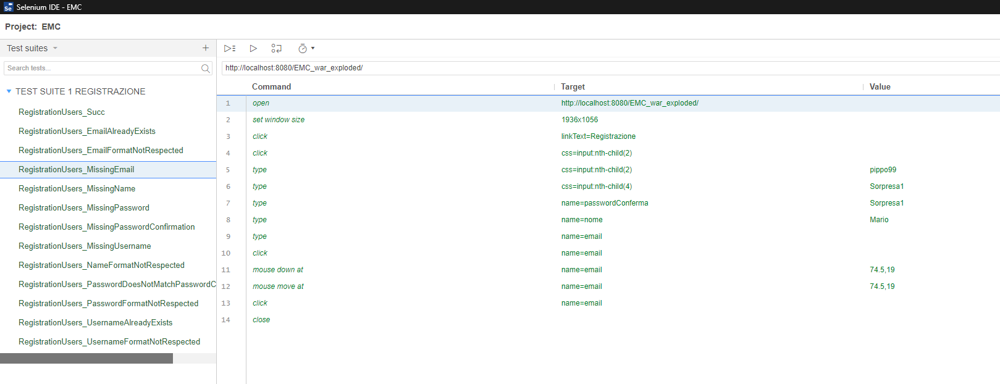 Se Selenium IDE - EMC
Project: EMC
Test suites
+
Search tests...
TEST SUITE 1 REGISTRAZIONE
RegistrationUsers_Succ
RegistrationUsers_EmailAlreadyExists
RegistrationUsers_EmailFormatNotRespected
RegistrationUsers_MissingEmail
RegistrationUsers_MissingName
RegistrationUsers_MissingPassword
RegistrationUsers_MissingPasswordConfirmation
RegistrationUsers_MissingUsername
RegistrationUsers_NameFormatNotRespected
RegistrationUsers_PasswordDoesNotMatchPasswordC
RegistrationUsers_PasswordFormatNotRespected
RegistrationUsers_UsernameAlreadyExists
RegistrationUsers_UsernameFormatNotRespected
http://localhost:8080/EMC_war_exploded/
Command Target Value
1 open http://localhost:8080/EMC_war_exploded/
2 set window size 1936x1056
3 click linkText=Registrazione
4 click css=input:nth-child(2)
5 type css=input:nth-child(2) pippo99
6 type css=input:nth-child(4) Sorpresa1
7 type name=passwordConferma Sorpresa1
8 type name=nome Mario
9 type name=email
10 click name=email
11 mouse down at name=email 74.5,19
12 mouse move at name=email 74.5,19
13 click name=email
14 close